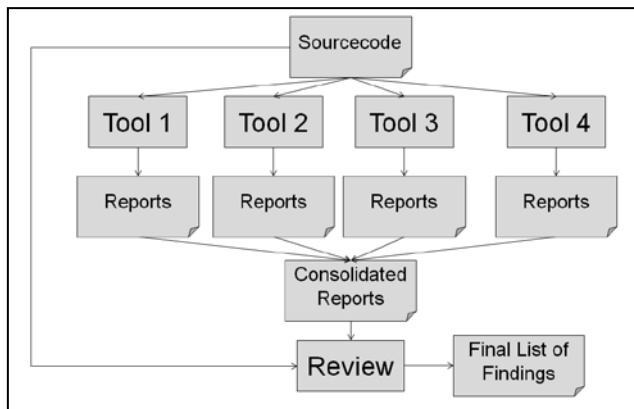 Sourcecode
Tool 1
Tool 2
Tool 3
Tool 4
Reports
Reports
Reports
Reports
Consolidated
Reports
Review
Final List of
Findings